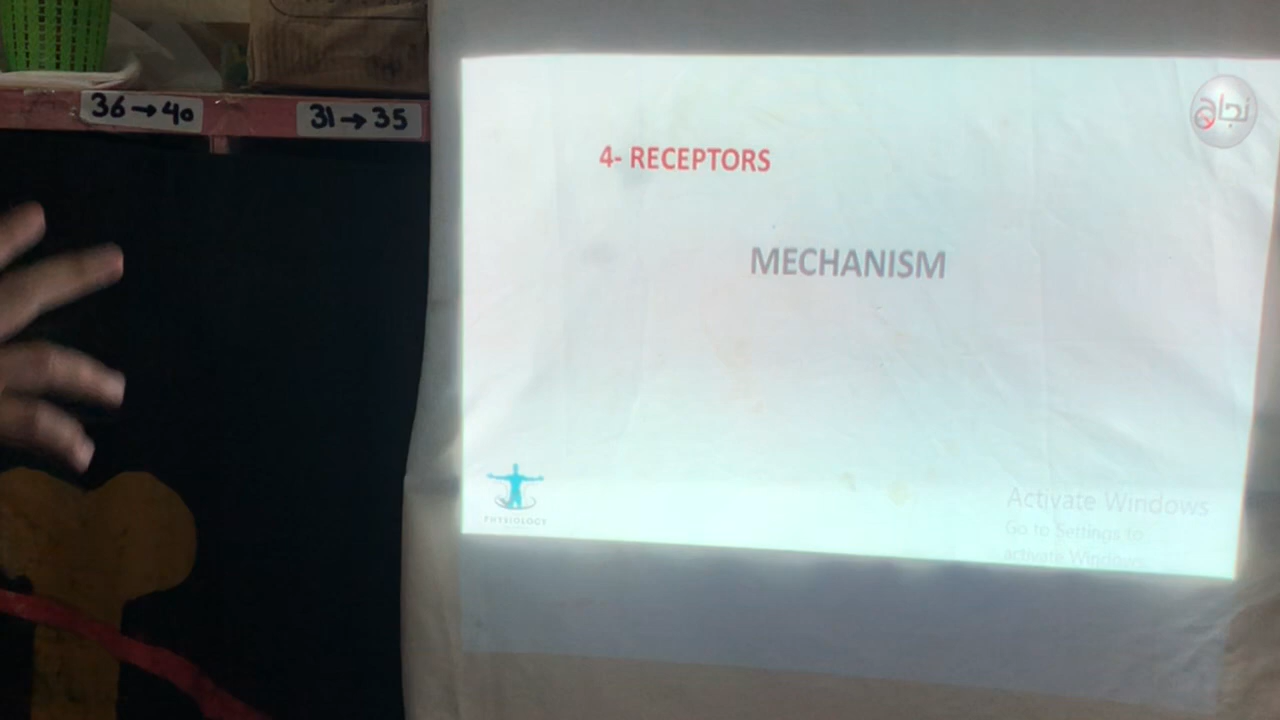 36→40
31→35
نجاح
4- RECEPTORS
MECHANISM
PHYSIOLOGY
Activate Windows
Go to Settings to
activate Windows.